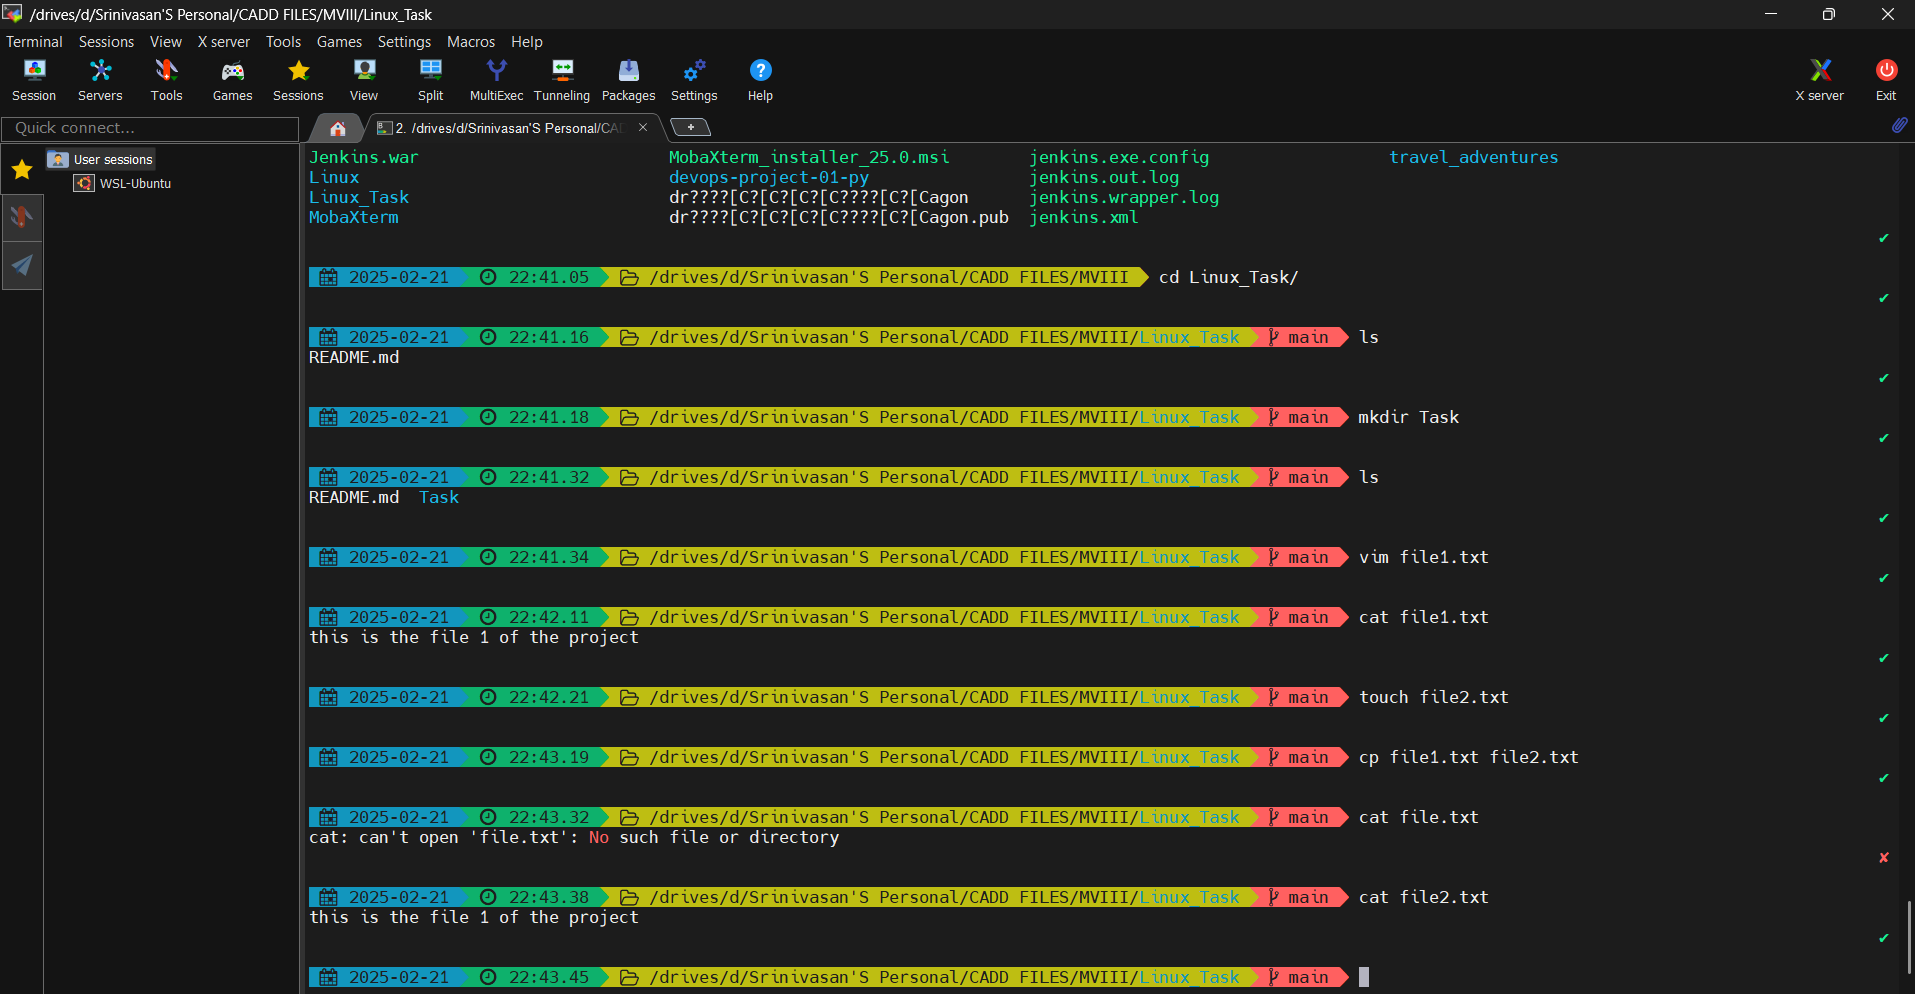 /drives/d/Srinivasan'S Personal/CADD FILES/MVIII/Linux_Task
Terminal Sessions View X server Tools Games Settings Macros Help
Session Servers Tools Games Sessions View Split MultiExec Tunneling Packages Settings Help X server Exit
Quick connect...
2. /drives/d/Srinivasan'S Personal/CAD
User sessions
WSL-Ubuntu
Jenkins.war MobaXterm_installer_25.0.msi jenkins.exe.config travel_adventures
Linux devops-project-01-py jenkins.out.log
Linux_Task dr????[C?[C?[C?[C????[C?[Cagon jenkins.wrapper.log
MobaXterm dr????[C?[C?[C?[C????[C?[Cagon.pub jenkins.xml
2025-02-21 22:41.05 /drives/d/Srinivasan'S Personal/CADD FILES/MVIII cd Linux_Task/
2025-02-21 22:41.16 /drives/d/Srinivasan'S Personal/CADD FILES/MVIII/Linux_Task main ls
README.md
2025-02-21 22:41.18 /drives/d/Srinivasan'S Personal/CADD FILES/MVIII/Linux_Task main mkdir Task
2025-02-21 22:41.32 /drives/d/Srinivasan'S Personal/CADD FILES/MVIII/Linux_Task main ls
README.md Task
2025-02-21 22:41.34 /drives/d/Srinivasan'S Personal/CADD FILES/MVIII/Linux_Task main vim file1.txt
2025-02-21 22:42.11 /drives/d/Srinivasan'S Personal/CADD FILES/MVIII/Linux_Task main cat file1.txt
this is the file 1 of the project
2025-02-21 22:42.21 /drives/d/Srinivasan'S Personal/CADD FILES/MVIII/Linux_Task main touch file2.txt
2025-02-21 22:43.19 /drives/d/Srinivasan'S Personal/CADD FILES/MVIII/Linux_Task main cp file1.txt file2.txt
2025-02-21 22:43.32 /drives/d/Srinivasan'S Personal/CADD FILES/MVIII/Linux_Task main cat file.txt
cat: can't open 'file.txt': No such file or directory
2025-02-21 22:43.38 /drives/d/Srinivasan'S Personal/CADD FILES/MVIII/Linux_Task main cat file2.txt
this is the file 1 of the project
2025-02-21 22:43.45 /drives/d/Srinivasan'S Personal/CADD FILES/MVIII/Linux_Task main